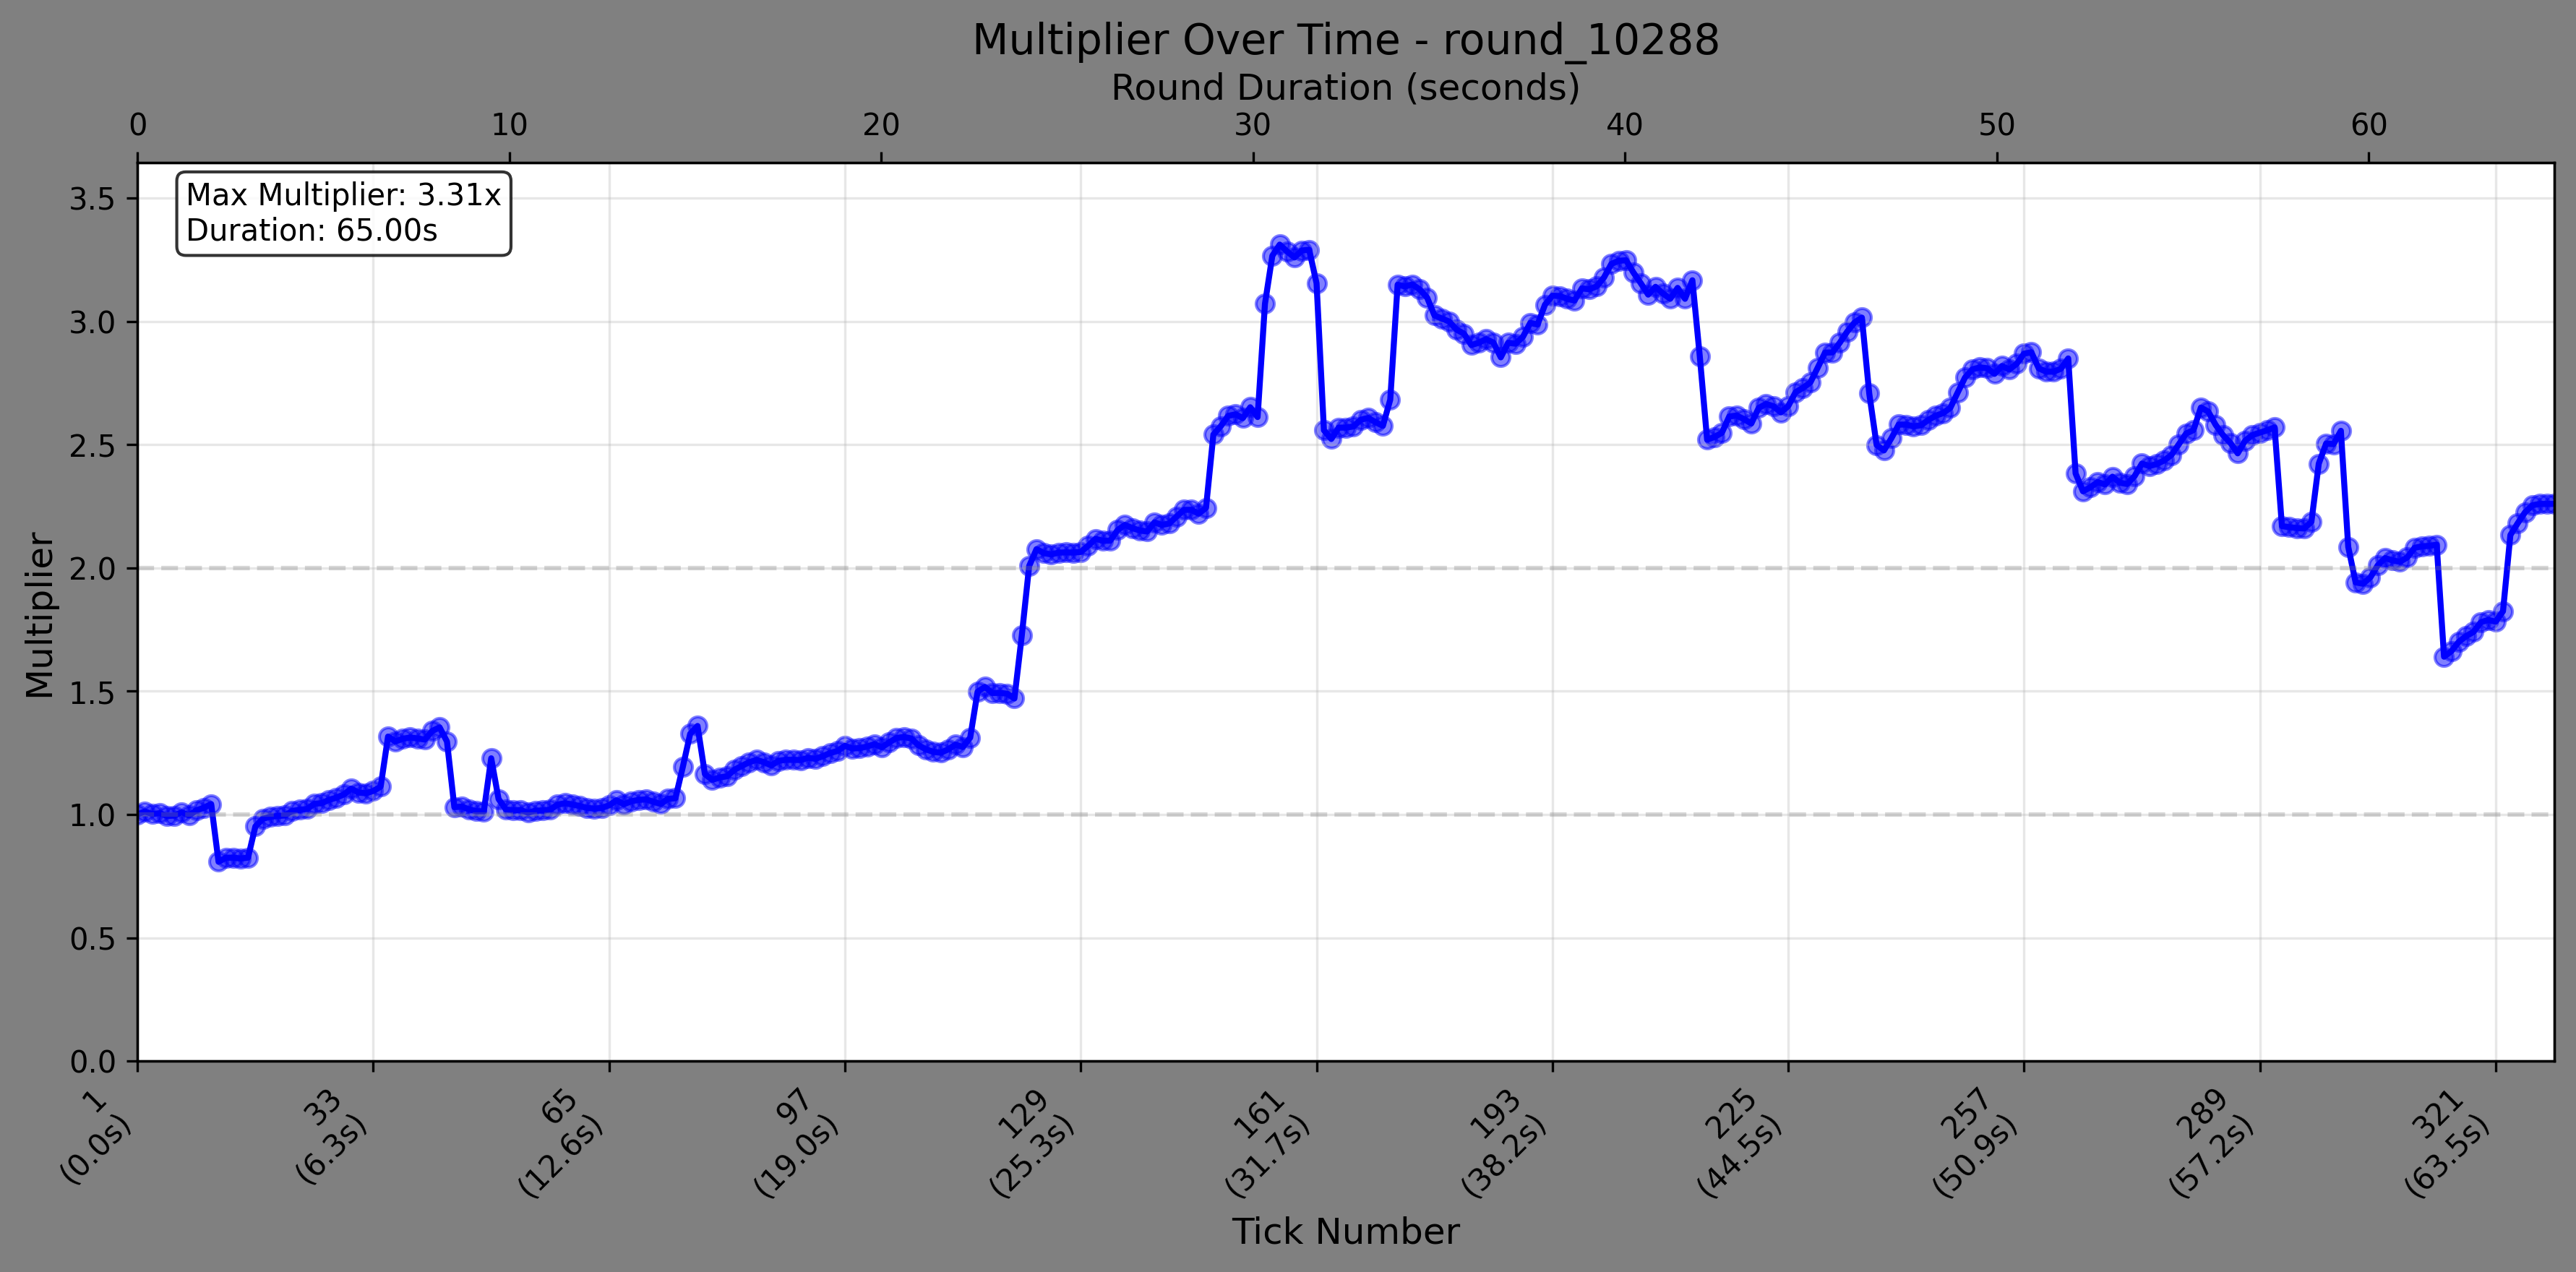 Multiplier Over Time - round_10288
Round Duration (seconds)
0 10 20 30 40 50 60
Max Multiplier: 3.31x
Duration: 65.00s
Multiplier
3.5
3.0
2.5
2.0
1.5
1.0
0.5
0.0
1
(0.0s)
33
(6.3s)
65
(12.6s)
97
(19.0s)
129
(25.3s)
161
(31.7s)
193
(38.2s)
225
(44.5s)
257
(50.9s)
289
(57.2s)
321
(63.5s)
Tick Number